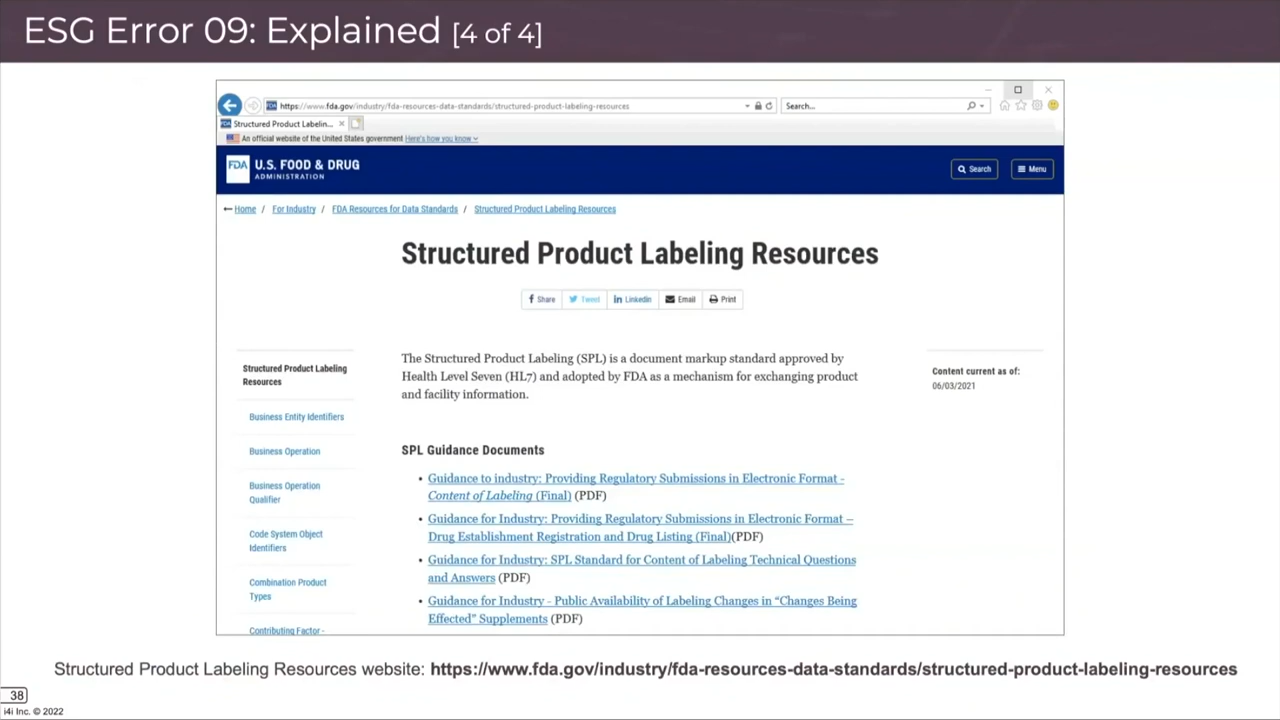 ESG Error 09: Explained [4 of 4]
https://www.fda.gov/industry/fda-resources-data-standards/structured-product-labeling-resources
Search...
Structured Product Labelin...
An official website of the United States government Here's how you know
FDA U.S. FOOD & DRUG
ADMINISTRATION
Search
Menu
Home / For Industry / FDA Resources for Data Standards / Structured Product Labeling Resources
Structured Product Labeling Resources
Share
Tweet
Linkedin
Email
Print
Structured Product Labeling
Resources
Business Entity Identifiers
Business Operation
Business Operation
Qualifier
Code System Object
Identifiers
Combination Product
Types
Contributing Factor -
The Structured Product Labeling (SPL) is a document markup standard approved by
Health Level Seven (HL7) and adopted by FDA as a mechanism for exchanging product
and facility information.
SPL Guidance Documents
• Guidance to industry: Providing Regulatory Submissions in Electronic Format -
Content of Labeling (Final) (PDF)
• Guidance for Industry: Providing Regulatory Submissions in Electronic Format –
Drug Establishment Registration and Drug Listing (Final)(PDF)
• Guidance for Industry: SPL Standard for Content of Labeling Technical Questions
and Answers (PDF)
• Guidance for Industry - Public Availability of Labeling Changes in “Changes Being
Effected” Supplements (PDF)
Content current as of:
06/03/2021
Structured Product Labeling Resources website: https://www.fda.gov/industry/fda-resources-data-standards/structured-product-labeling-resources
38
i4i Inc. © 2022